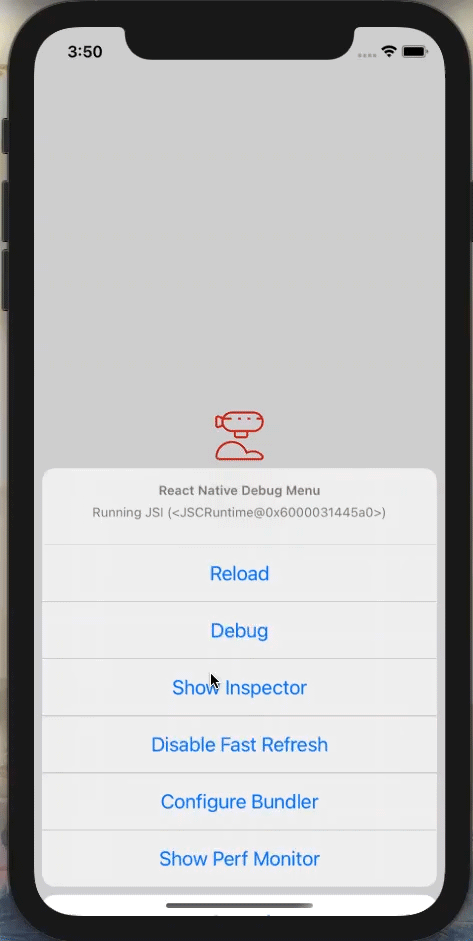 3:50
React Native Debug Menu
Running JSI (<JSCRuntime@0x6000031445a0>)
Reload
Debug
Show Inspector
Disable Fast Refresh
Configure Bundler
Show Perf Monitor